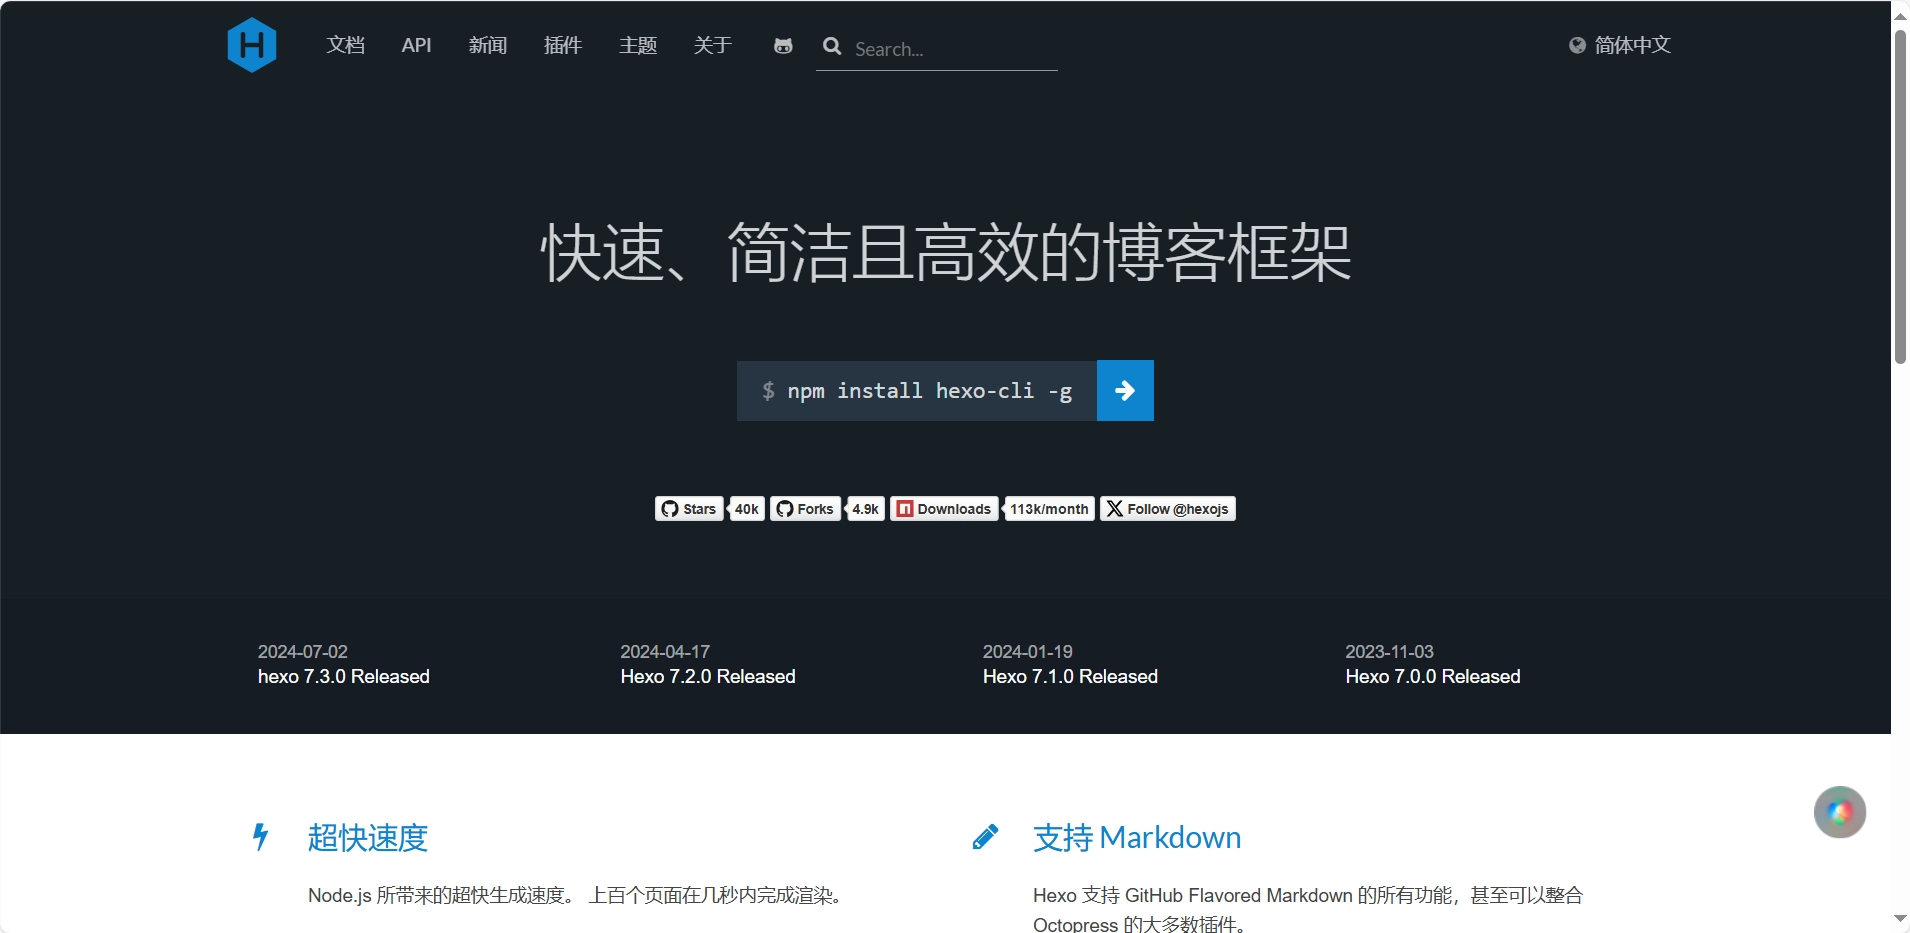 H 文档 API 新闻 插件 主题 关于 Search... 简体中文
快速、简洁且高效的博客框架
$ npm install hexo-cli -g
Stars 40k Forks 4.9k Downloads 113k/month Follow @hexojs
2024-07-02 2024-04-17 2024-01-19 2023-11-03
hexo 7.3.0 Released Hexo 7.2.0 Released Hexo 7.1.0 Released Hexo 7.0.0 Released
超快速度
Node.js 所带来的超快生成速度。 上百个页面在几秒内完成渲染。
支持 Markdown
Hexo 支持 GitHub Flavored Markdown 的所有功能，甚至可以整合
Octopress 的大多数插件。